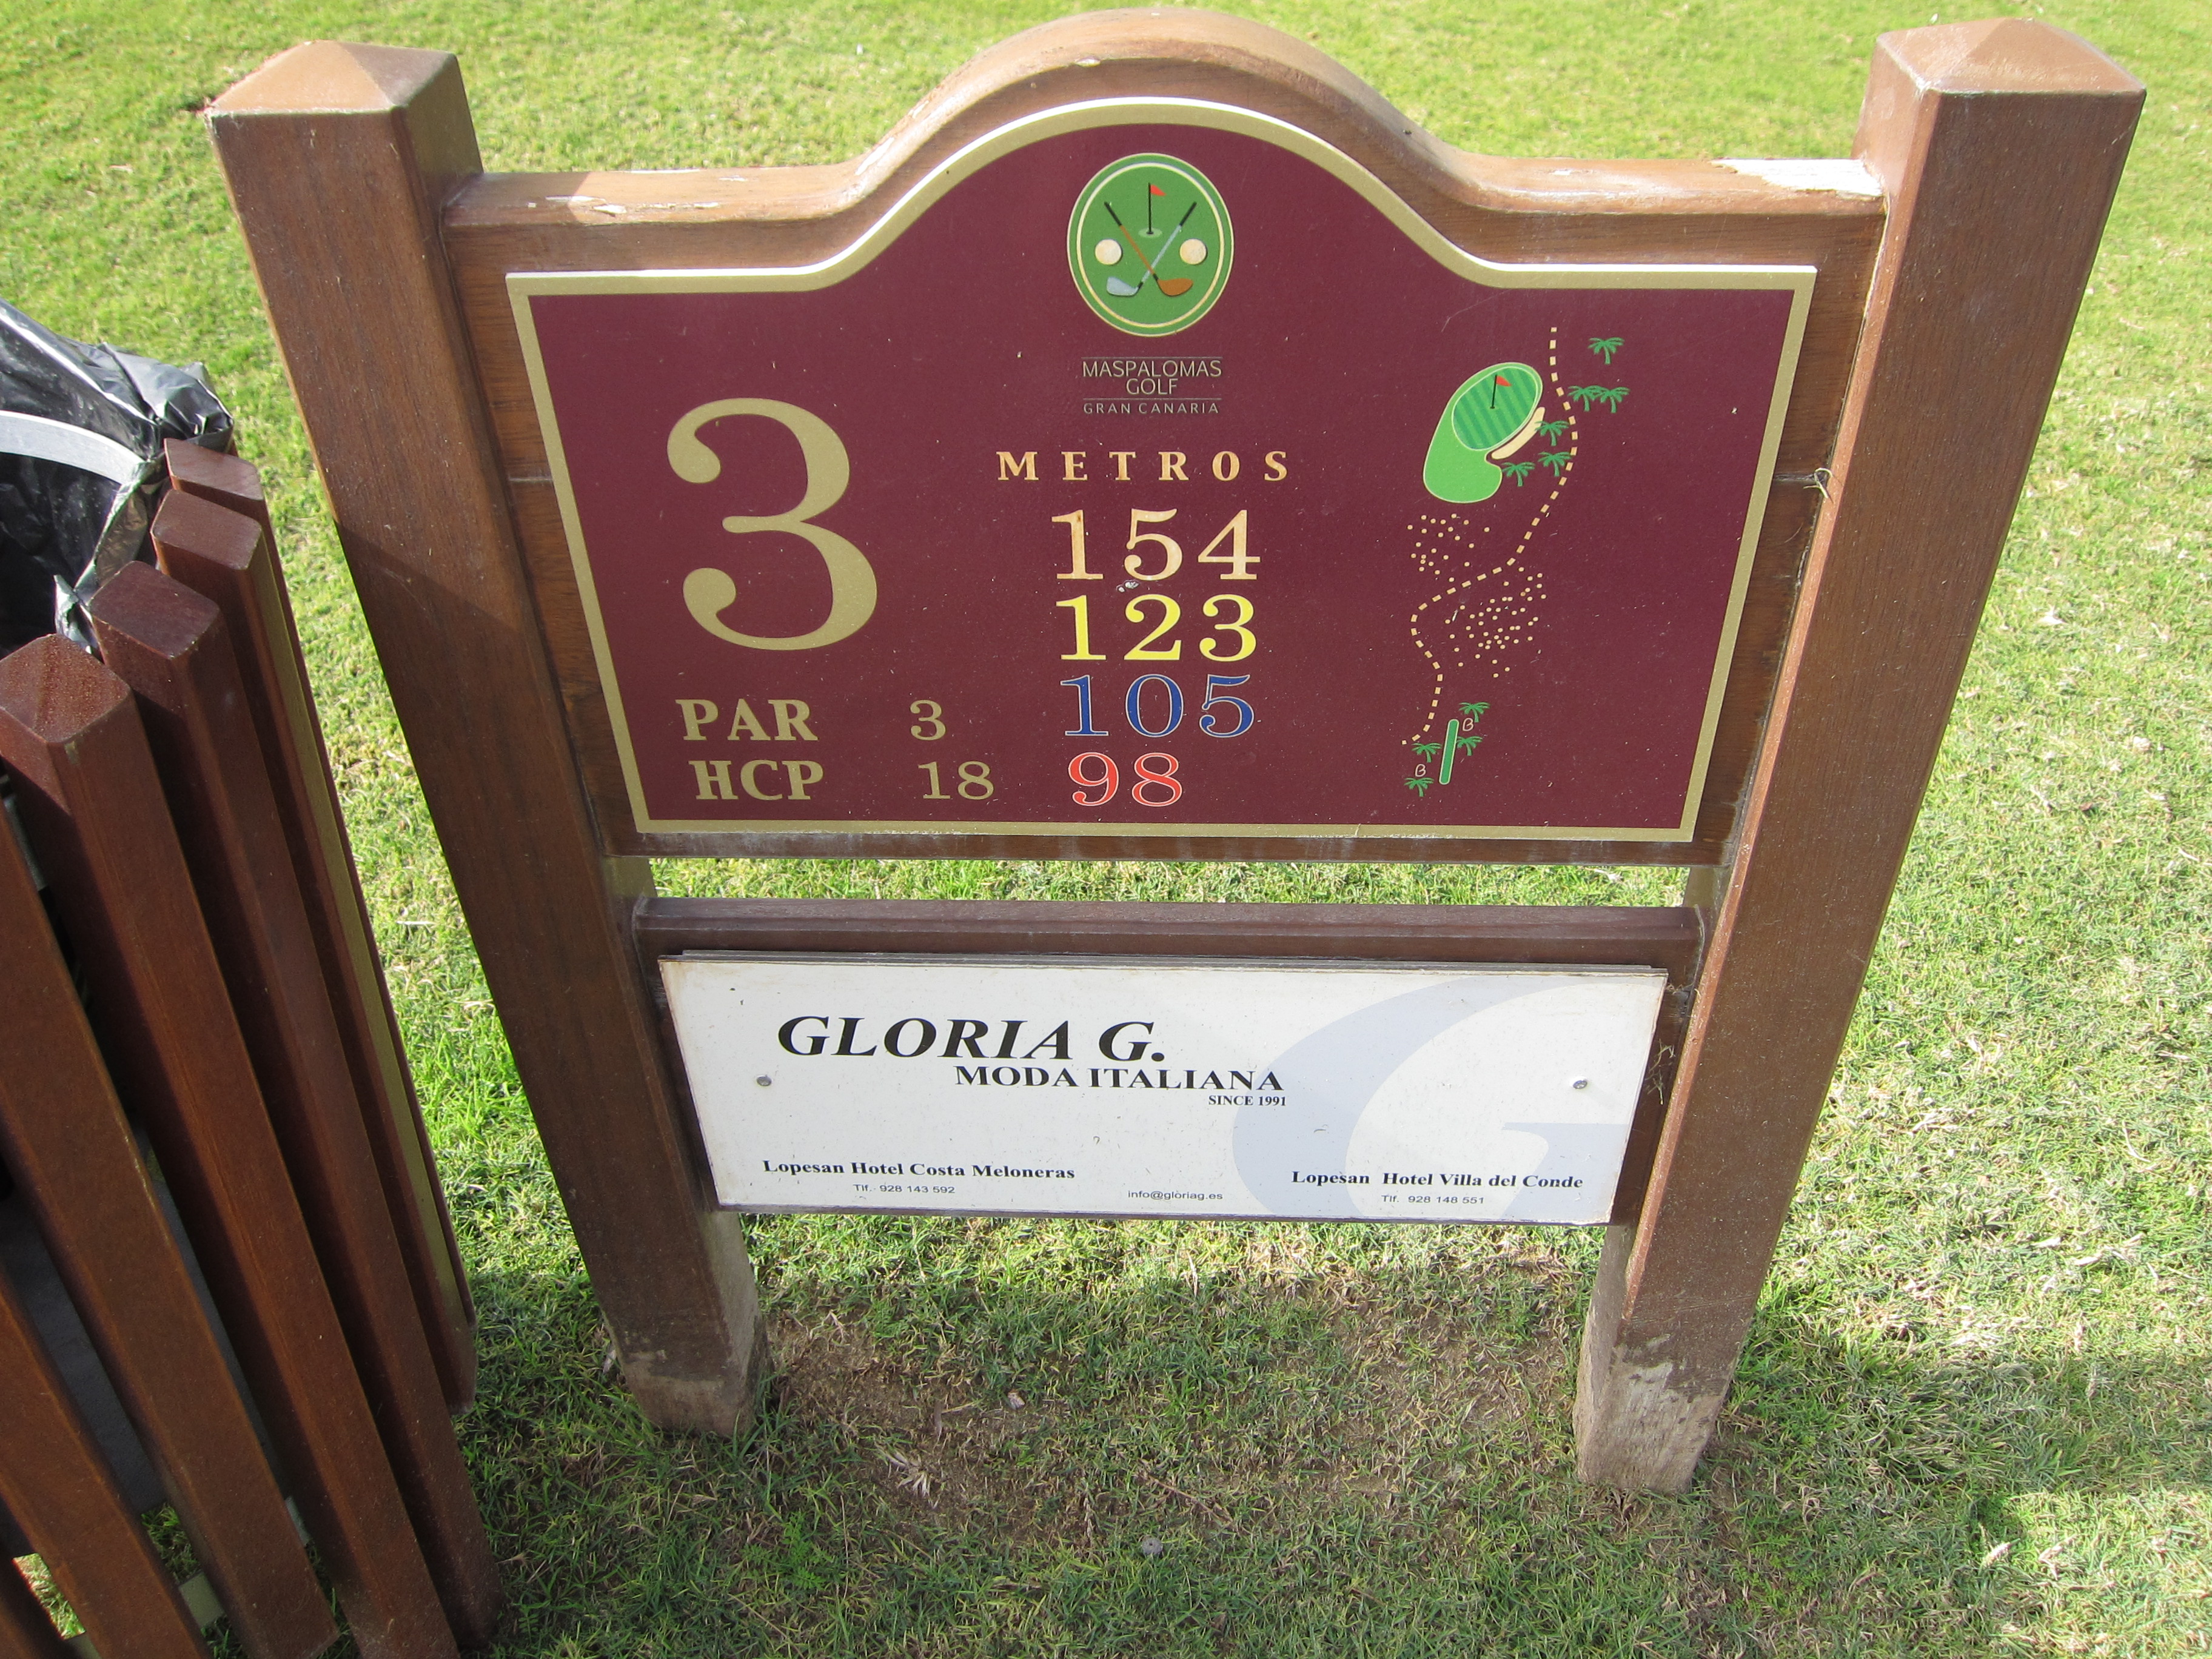 MASPALOMAS
GOLF
GRAN CANARIA
3
METROS
154
123
105
98
PAR 3
HCP 18
B
B
GLORIA G.
MODA ITALIANA
SINCE 1991
Lopesan Hotel Costa Meloneras
Tlf. 928 143 592
info@gloriag.es
Lopesan Hotel Villa del Conde
Tlf. 928 148 551